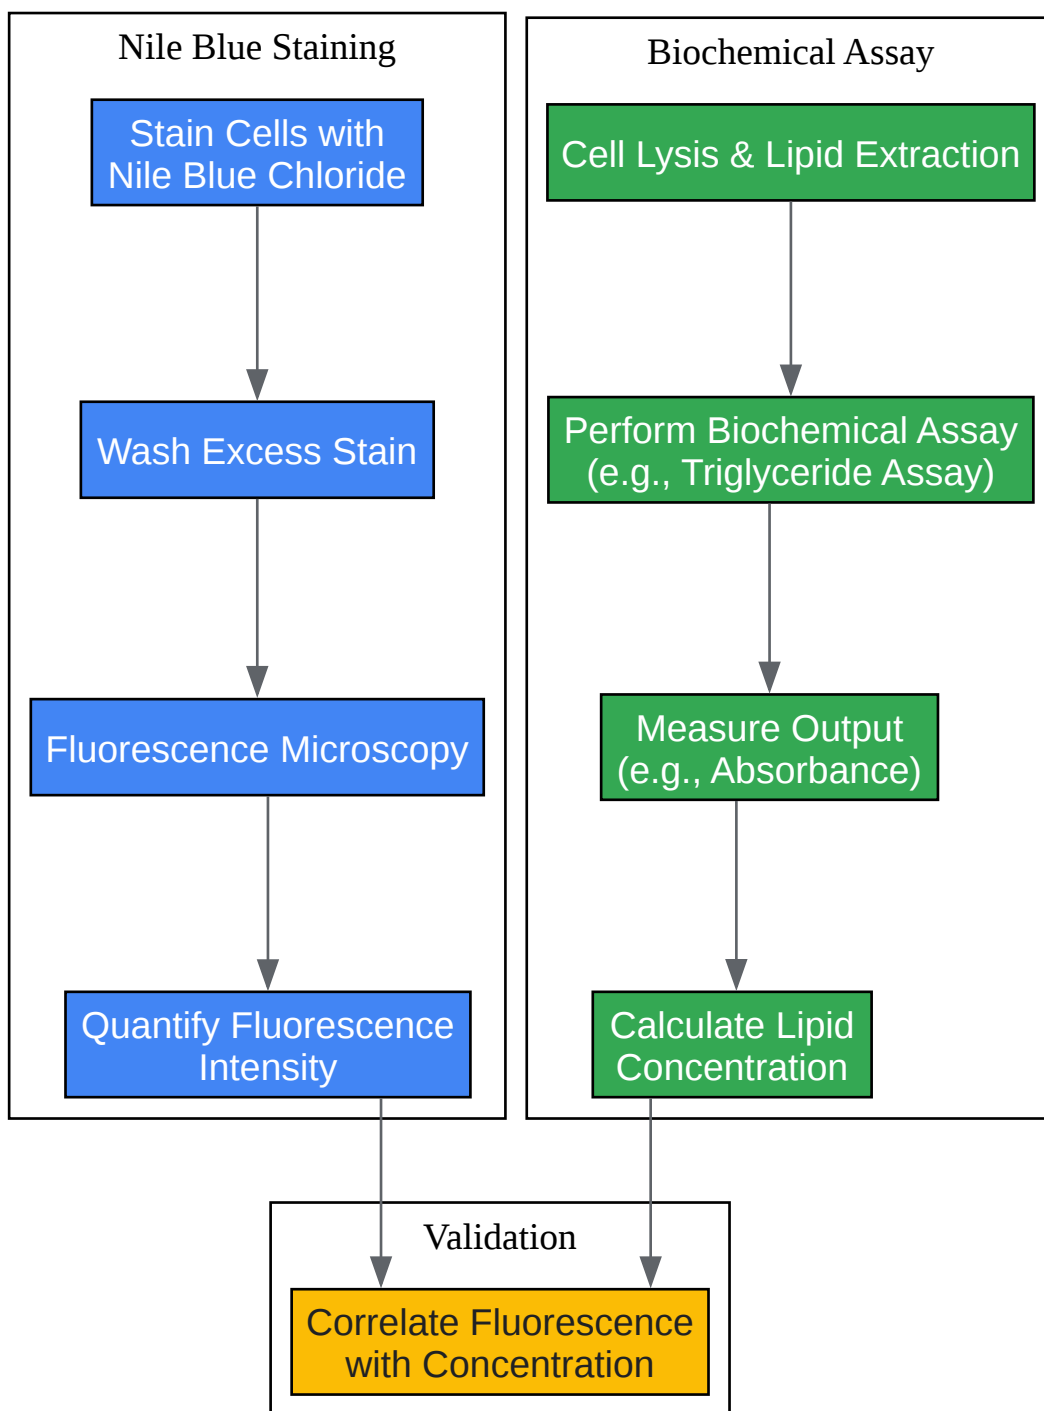 Nile Blue Staining
Stain Cells with
Nile Blue Chloride
Wash Excess Stain
Fluorescence Microscopy
Quantify Fluorescence
Intensity
Biochemical Assay
Cell Lysis & Lipid Extraction
Perform Biochemical Assay
(e.g., Triglyceride Assay)
Measure Output
(e.g., Absorbance)
Calculate Lipid
Concentration
Validation
Correlate Fluorescence
with Concentration